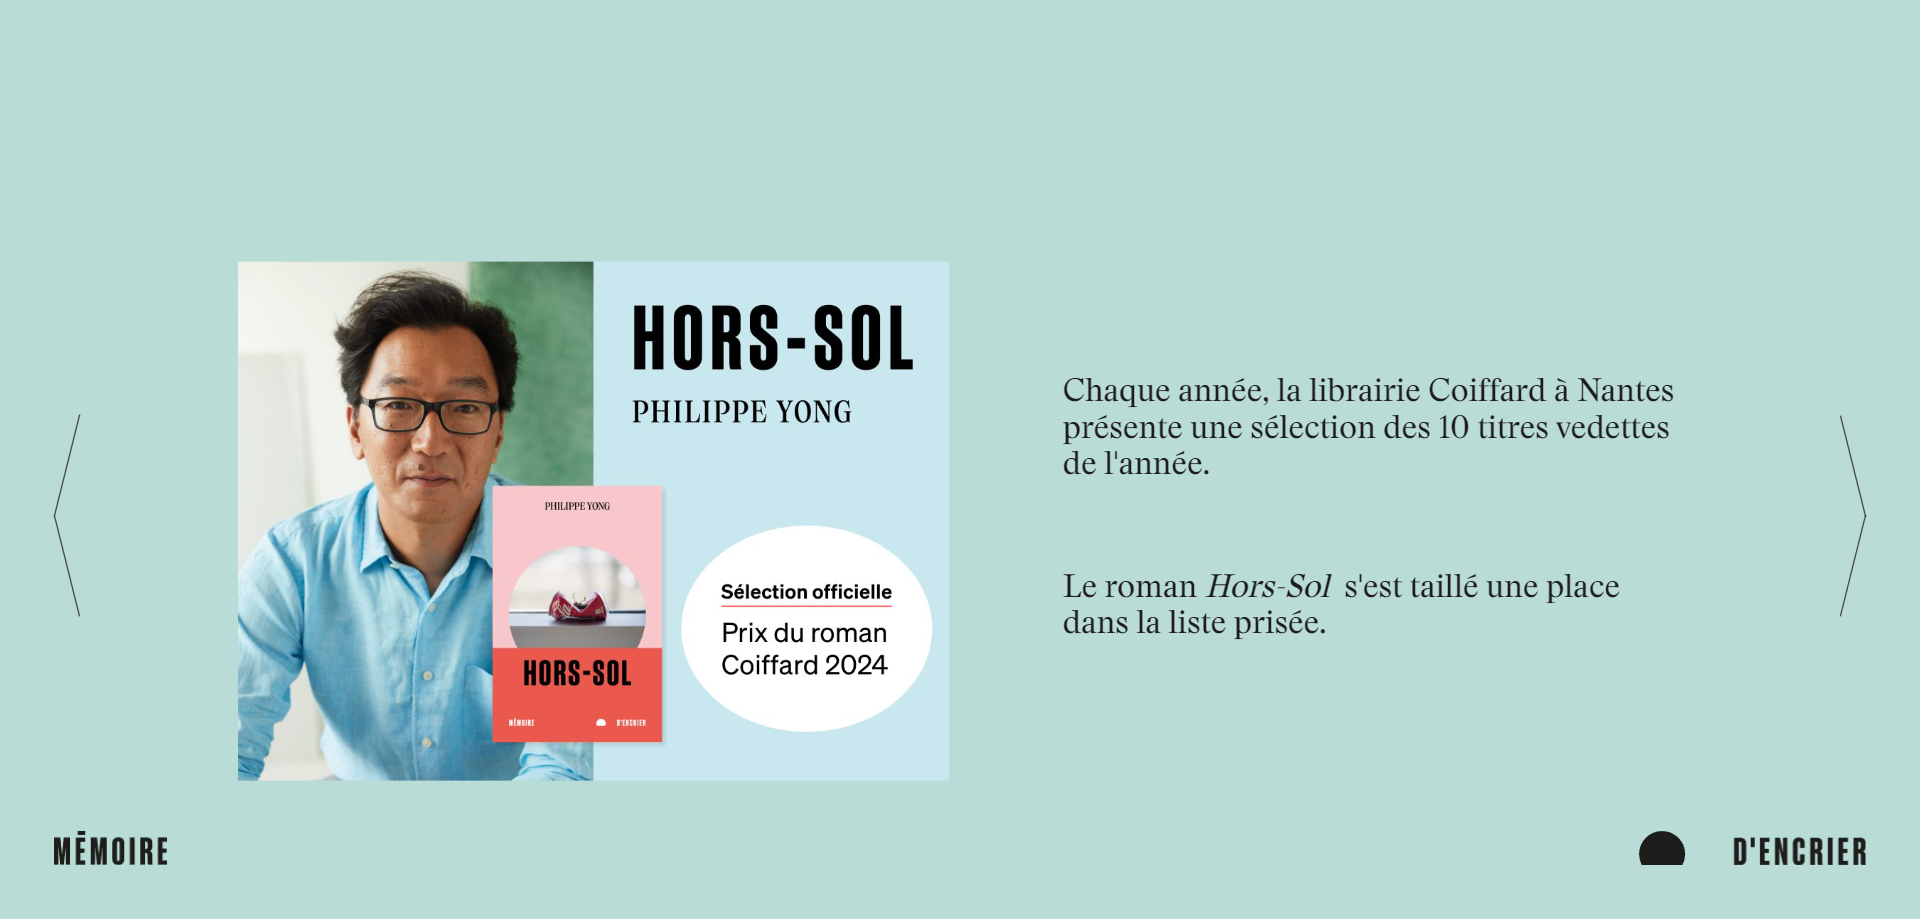 HORS-SOL
PHILIPPE YONG
PHILIPPE YONG
HORS-SOL
MĒMOIRE
D'ENCRIER
Sélection officielle
Prix du roman
Coiffard 2024
Chaque année, la librairie Coiffard à Nantes
présente une sélection des 10 titres vedettes
de l'année.
Le roman Hors-Sol s'est taillé une place
dans la liste prisée.
MĒMOIRE
D'ENCRIER